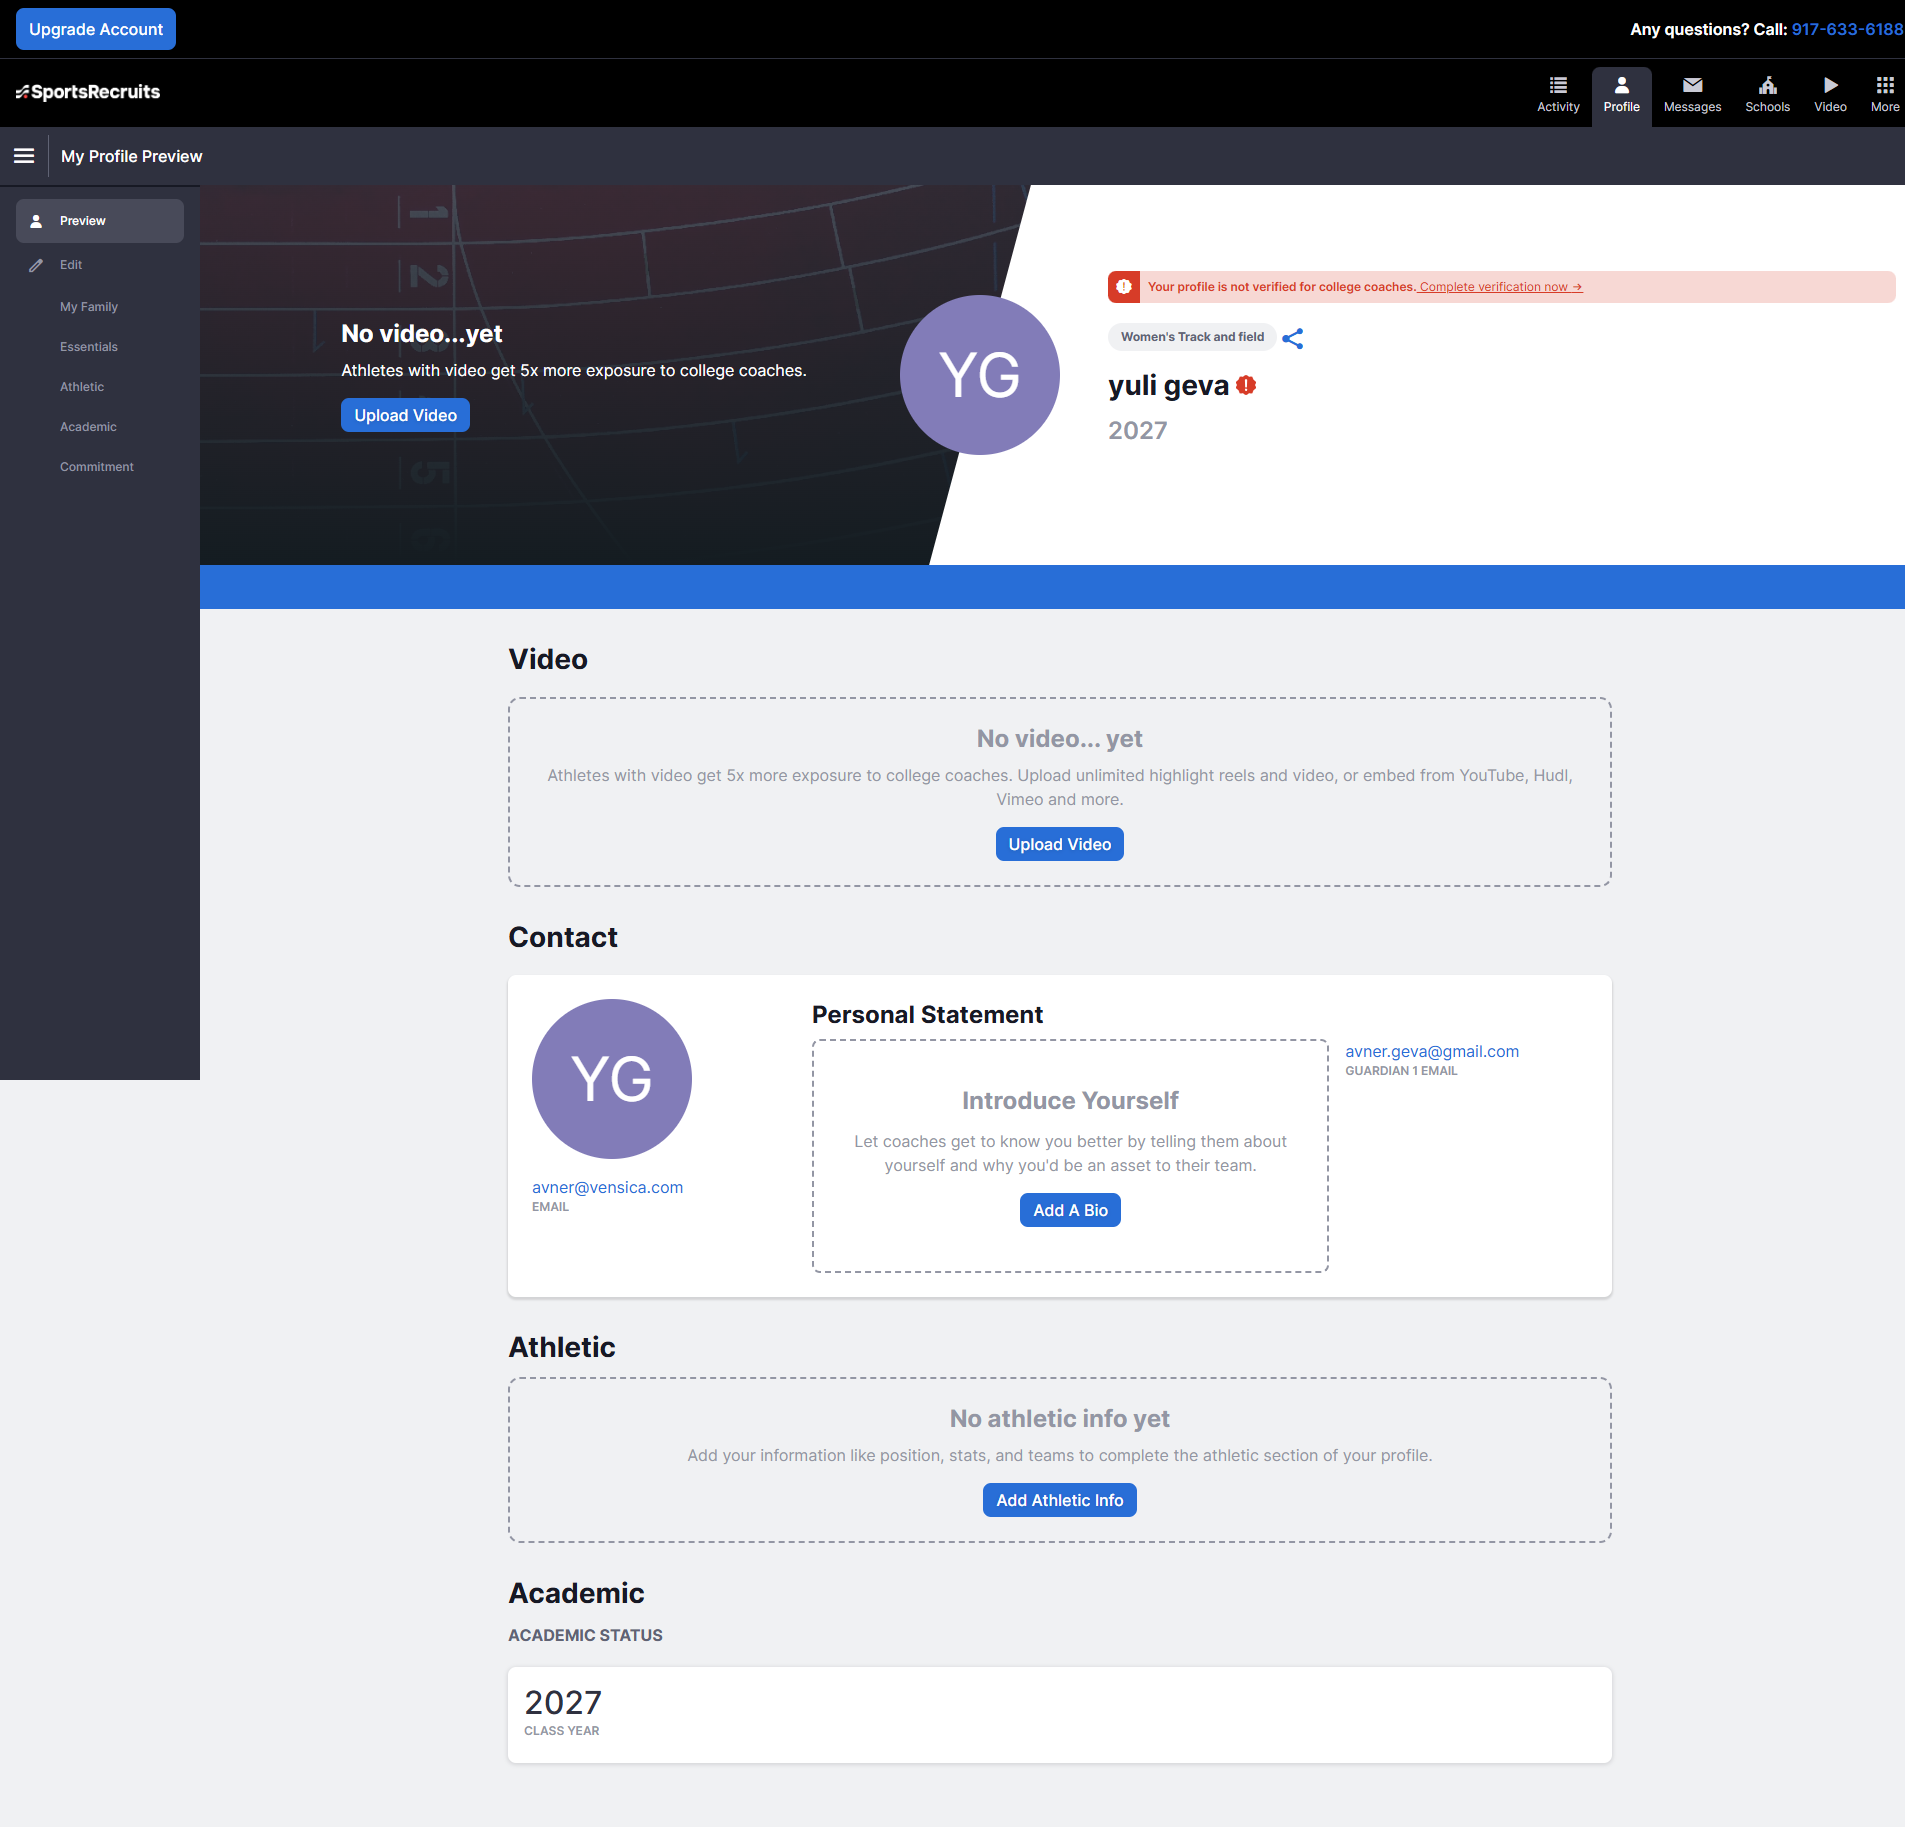 Upgrade Account
Any questions? Call: 917-633-6188
SportsRecruits
Activity
Profile
Messages
Schools
Video
More
My Profile Preview
Preview
Edit
My Family
Essentials
Athletic
Academic
Commitment
1
2
5
6
No video...yet
Athletes with video get 5x more exposure to college coaches.
Upload Video
YG
Your profile is not verified for college coaches. Complete verification now →
Women's Track and field
yuli geva
2027
Video
No video... yet
Athletes with video get 5x more exposure to college coaches. Upload unlimited highlight reels and video, or embed from YouTube, Hudl,
Vimeo and more.
Upload Video
Contact
YG
avner@vensica.com
EMAIL
Personal Statement
Introduce Yourself
Let coaches get to know you better by telling them about
yourself and why you'd be an asset to their team.
Add A Bio
avner.geva@gmail.com
GUARDIAN 1 EMAIL
Athletic
No athletic info yet
Add your information like position, stats, and teams to complete the athletic section of your profile.
Add Athletic Info
Academic
ACADEMIC STATUS
2027
CLASS YEAR